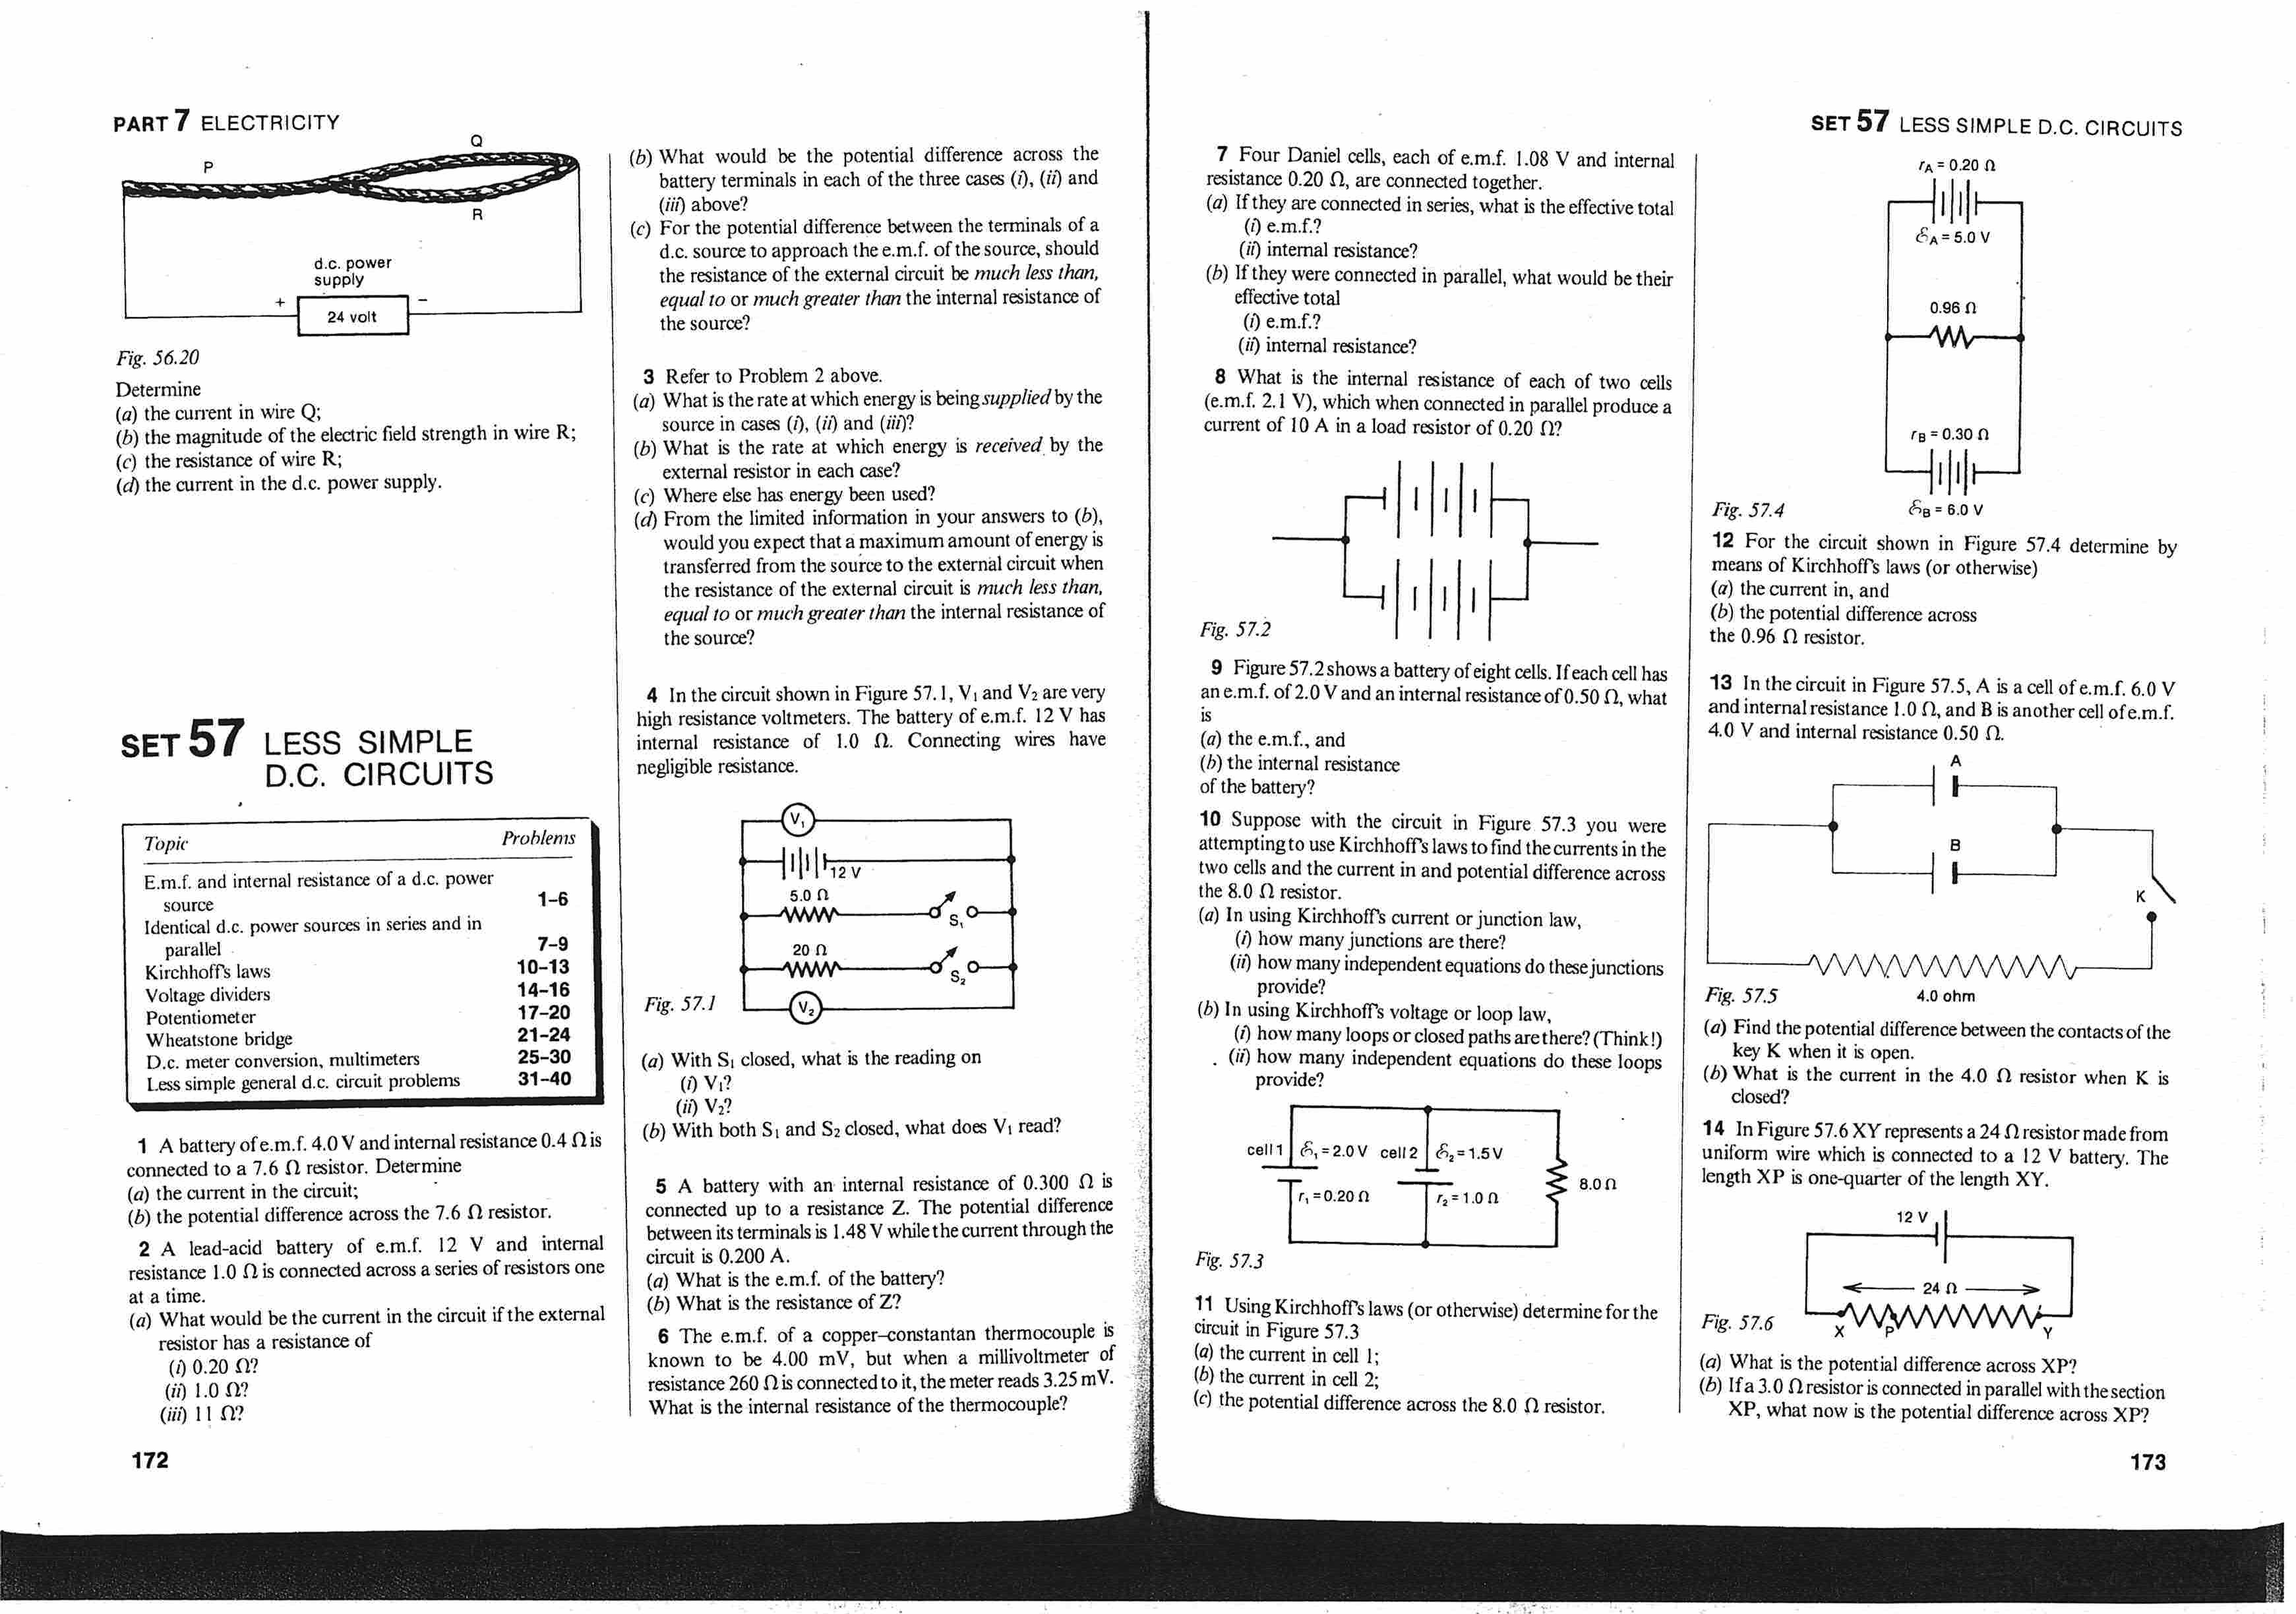 PART 7 ELECTRICITY
Q
P
R
d.c. power
supply
+
−
24 volt
Fig. 56.20
Determine
(a) the current in wire Q;
(b) the magnitude of the electric field strength in wire R;
(c) the resistance of wire R;
(d) the current in the d.c. power supply.
SET 57 LESS SIMPLE
D.C. CIRCUITS
Topic Problems
E.m.f. and internal resistance of a d.c. power
source 1–6
Identical d.c. power sources in series and in
parallel 7–9
Kirchhoff's laws 10–13
Voltage dividers 14–16
Potentiometer 17–20
Wheatstone bridge 21–24
D.c. meter conversion, multimeters 25–30
Less simple general d.c. circuit problems 31–40
1 A battery of e.m.f. 4.0 V and internal resistance 0.4 Ω is
connected to a 7.6 Ω resistor. Determine
(a) the current in the circuit;
(b) the potential difference across the 7.6 Ω resistor.
2 A lead-acid battery of e.m.f. 12 V and internal
resistance 1.0 Ω is connected across a series of resistors one
at a time.
(a) What would be the current in the circuit if the external
resistor has a resistance of
(i) 0.20 Ω?
(ii) 1.0 Ω?
(iii) 11 Ω?
172
(b) What would be the potential difference across the
battery terminals in each of the three cases (i), (ii) and
(iii) above?
(c) For the potential difference between the terminals of a
d.c. source to approach the e.m.f. of the source, should
the resistance of the external circuit be much less than,
equal to or much greater than the internal resistance of
the source?
3 Refer to Problem 2 above.
(a) What is the rate at which energy is being supplied by the
source in cases (i), (ii) and (iii)?
(b) What is the rate at which energy is received by the
external resistor in each case?
(c) Where else has energy been used?
(d) From the limited information in your answers to (b),
would you expect that a maximum amount of energy is
transferred from the source to the external circuit when
the resistance of the external circuit is much less than,
equal to or much greater than the internal resistance of
the source?
4 In the circuit shown in Figure 57.1, V₁ and V₂ are very
high resistance voltmeters. The battery of e.m.f. 12 V has
internal resistance of 1.0 Ω. Connecting wires have
negligible resistance.
V₁
12 V
5.0 Ω
S₁
20 Ω
S₂
V₂
Fig. 57.1
(a) With S₁ closed, what is the reading on
(i) V₁?
(ii) V₂?
(b) With both S₁ and S₂ closed, what does V₁ read?
5 A battery with an internal resistance of 0.300 Ω is
connected up to a resistance Z. The potential difference
between its terminals is 1.48 V while the current through the
circuit is 0.200 A.
(a) What is the e.m.f. of the battery?
(b) What is the resistance of Z?
6 The e.m.f. of a copper–constantan thermocouple is
known to be 4.00 mV, but when a millivoltmeter of
resistance 260 Ω is connected to it, the meter reads 3.25 mV.
What is the internal resistance of the thermocouple?
SET 57 LESS SIMPLE D.C. CIRCUITS
7 Four Daniel cells, each of e.m.f. 1.08 V and internal
resistance 0.20 Ω, are connected together.
(a) If they are connected in series, what is the effective total
(i) e.m.f.?
(ii) internal resistance?
(b) If they were connected in parallel, what would be their
effective total
(i) e.m.f.?
(ii) internal resistance?
8 What is the internal resistance of each of two cells
(e.m.f. 2.1 V), which when connected in parallel produce a
current of 10 A in a load resistor of 0.20 Ω?
Fig. 57.2
9 Figure 57.2 shows a battery of eight cells. If each cell has
an e.m.f. of 2.0 V and an internal resistance of 0.50 Ω, what
is
(a) the e.m.f., and
(b) the internal resistance
of the battery?
10 Suppose with the circuit in Figure 57.3 you were
attempting to use Kirchhoff's laws to find the currents in the
two cells and the current in and potential difference across
the 8.0 Ω resistor.
(a) In using Kirchhoff's current or junction law,
(i) how many junctions are there?
(ii) how many independent equations do these junctions
provide?
(b) In using Kirchhoff's voltage or loop law,
(i) how many loops or closed paths are there? (Think!)
(ii) how many independent equations do these loops
provide?
cell 1 ℰ₁ = 2.0 V cell 2 ℰ₂ = 1.5 V
r₁ = 0.20 Ω r₂ = 1.0 Ω 8.0 Ω
Fig. 57.3
11 Using Kirchhoff's laws (or otherwise) determine for the
circuit in Figure 57.3
(a) the current in cell 1;
(b) the current in cell 2;
(c) the potential difference across the 8.0 Ω resistor.
rA = 0.20 Ω
ℰA = 5.0 V
0.96 Ω
rB = 0.30 Ω
ℰB = 6.0 V
Fig. 57.4
12 For the circuit shown in Figure 57.4 determine by
means of Kirchhoff's laws (or otherwise)
(a) the current in, and
(b) the potential difference across
the 0.96 Ω resistor.
13 In the circuit in Figure 57.5, A is a cell of e.m.f. 6.0 V
and internal resistance 1.0 Ω, and B is another cell of e.m.f.
4.0 V and internal resistance 0.50 Ω.
A
B
K
4.0 ohm
Fig. 57.5
(a) Find the potential difference between the contacts of the
key K when it is open.
(b) What is the current in the 4.0 Ω resistor when K is
closed?
14 In Figure 57.6 XY represents a 24 Ω resistor made from
uniform wire which is connected to a 12 V battery. The
length XP is one-quarter of the length XY.
12 V
24 Ω
X P Y
Fig. 57.6
(a) What is the potential difference across XP?
(b) If a 3.0 Ω resistor is connected in parallel with the section
XP, what now is the potential difference across XP?
173